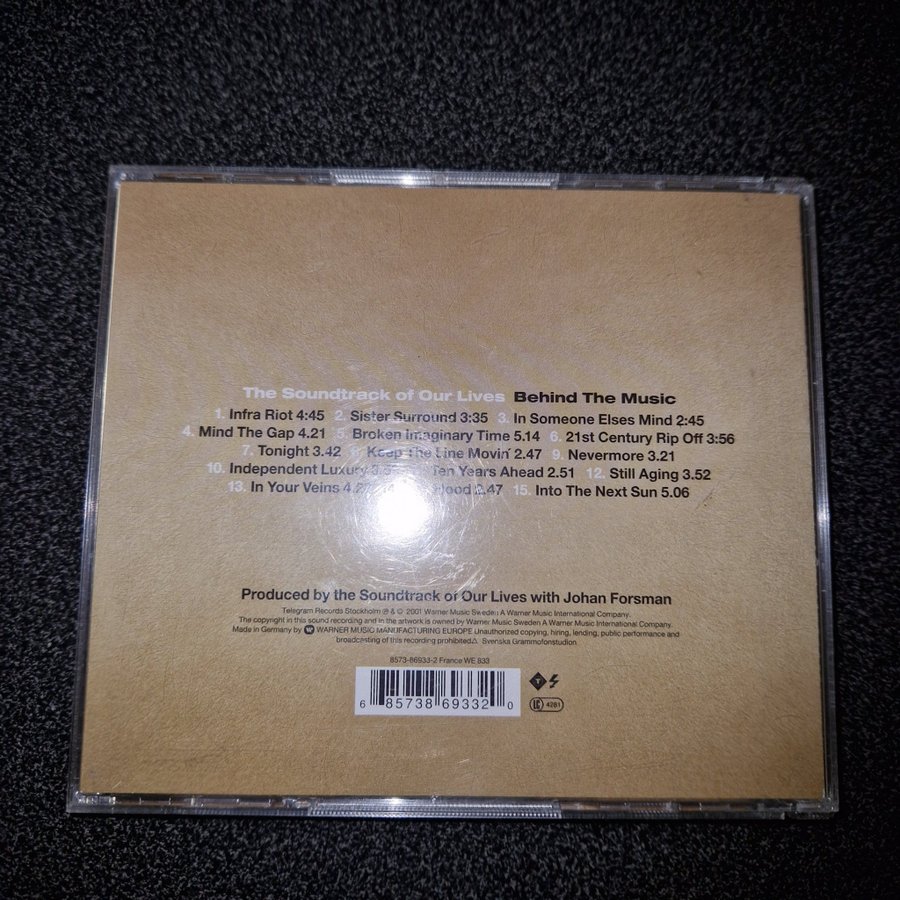 The Soundtrack of Our Lives Behind The Music
1. Infra Riot 4:45 2. Sister Surround 3:35 3. In Someone Elses Mind 2:45
4. Mind The Gap 4.21 5. Broken Imaginary Time 5.14 6. 21st Century Rip Off 3:56
7. Tonight 3.42 8. Keep The Line Movin' 2.47 9. Nevermore 3.21
10. Independent Luxury Ten Years Ahead 2.51 12. Still Aging 3.52
13. In Your Veins Flood 2.47 15. Into The Next Sun 5.06
Produced by the Soundtrack of Our Lives with Johan Forsman
Telegram Records Stockholm ℗ & © 2001 Warner Music Sweden A Warner Music International Company.
The copyright in this sound recording and in the artwork is owned by Warner Music Sweden A Warner Music International Company.
Made in Germany by WARNER MUSIC MANUFACTURING EUROPE Unauthorized copying, hiring, lending, public performance and
broadcasting of this recording prohibited Svenska Grammofonstudion
8573-86933-2 France WE 833
6 85738 69332 0
T
LC 4281